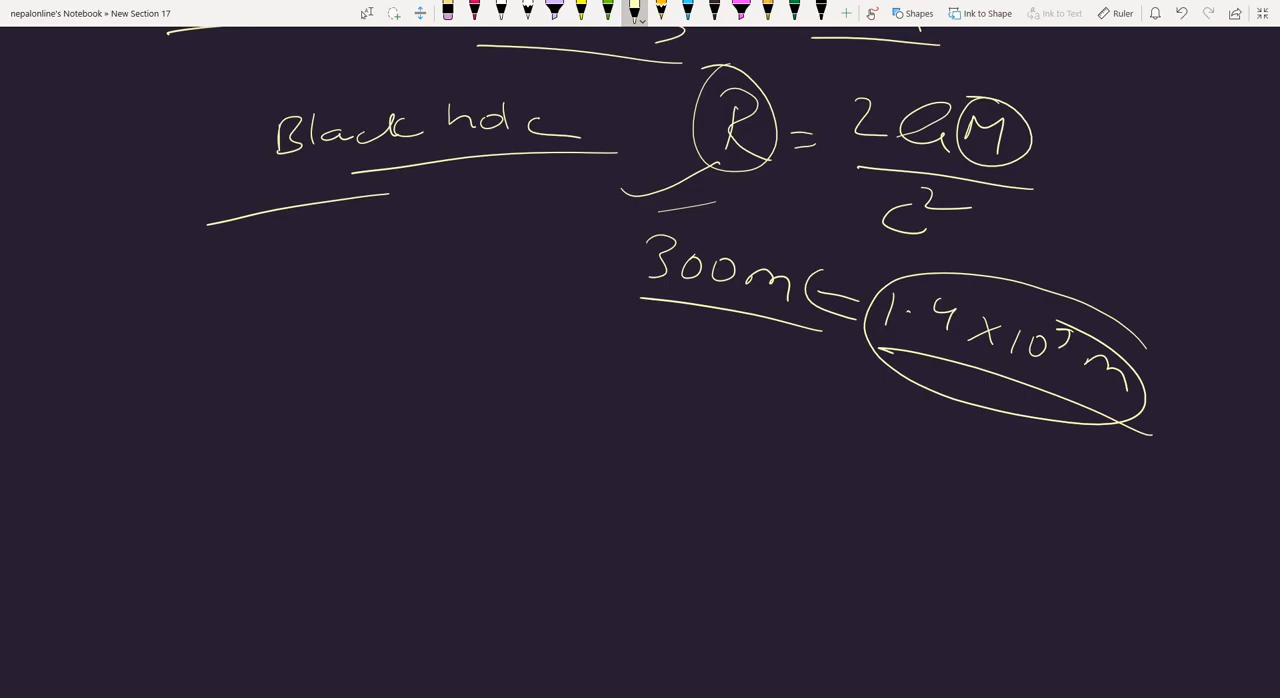 nepalonline's Notebook » New Section 17
Shapes
Ink to Shape
Ink to Text
Ruler
Black hole R = 2GM
c²
300m ← 1.4 × 10⁷ m